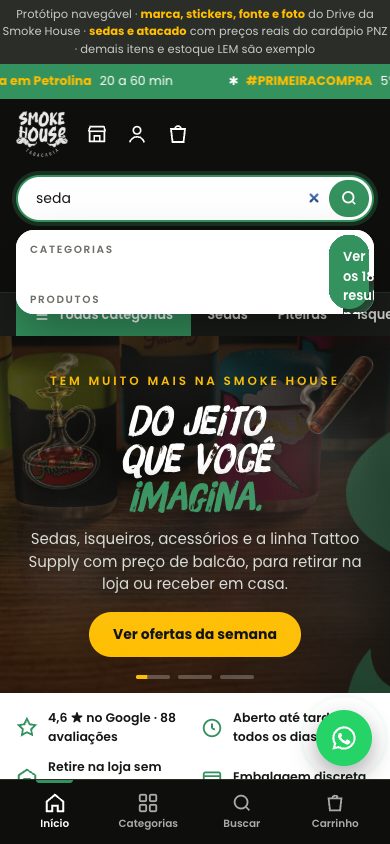 Protótipo navegável · marca, stickers, fonte e foto do Drive da
Smoke House · sedas e atacado com preços reais do cardápio PNZ
· demais itens e estoque LEM são exemplo
a em Petrolina 20 a 60 min ✱ #PRIMEIRACOMPRA 5
SMOKE
HOUSE
TABACARIA
seda ×
CATEGORIAS
Ver
os 18
resul
PRODUTOS
Todas categorias Sedas Piteiras
TEM MUITO MAIS NA SMOKE HOUSE
DO JEITO
QUE VOCÊ
IMAGINA.
Sedas, isqueiros, acessórios e a linha Tattoo
Supply com preço de balcão, para retirar na
loja ou receber em casa.
Ver ofertas da semana
4,6 ★ no Google · 88
avaliações
Aberto até tard
todos os dias
Retire na loja sem
Embalagem discreta
Início Categorias Buscar Carrinho